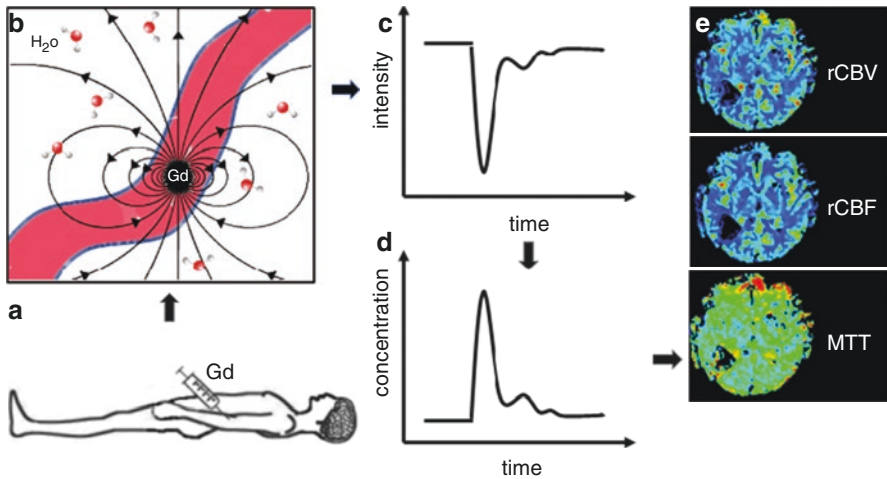 b
H₂o
Gd
a
Gd
c
intensity
time
d
concentration
time
e
rCBV
rCBF
MTT